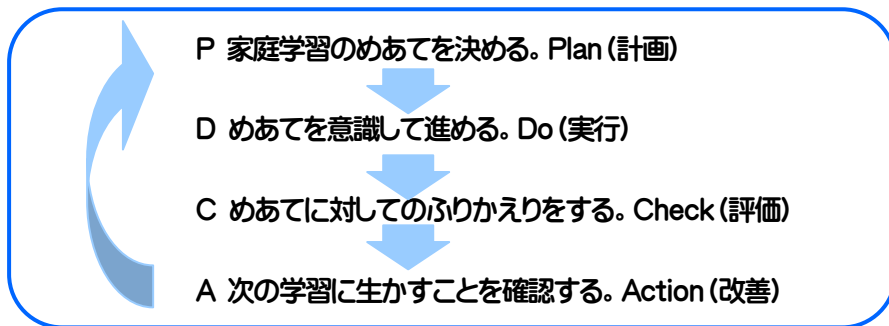 P 家庭学習のめあてを決める。Plan(計画)
D めあてを意識して進める。Do(実行)
C めあてに対してのふりかえりをする。Check(評価)
A 次の学習に生かすことを確認する。Action(改善)